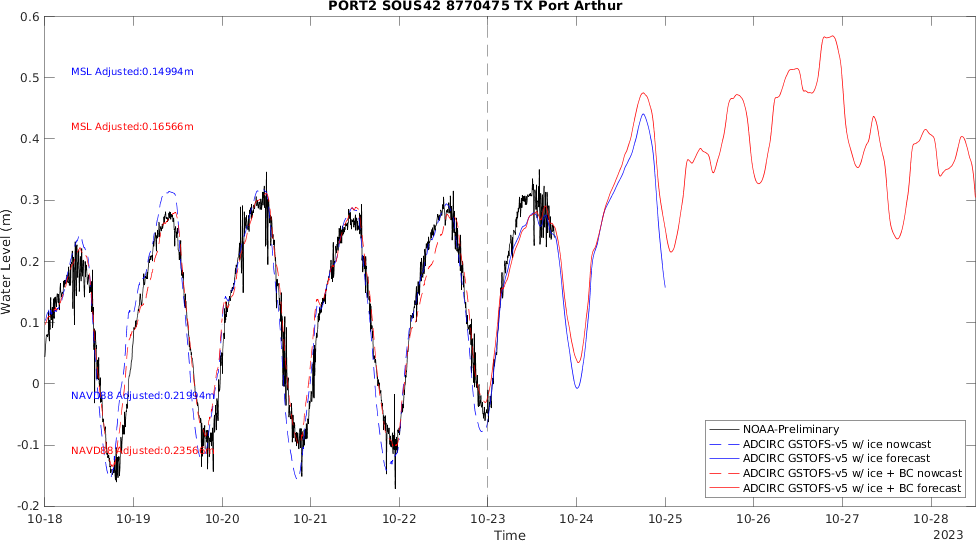 PORT2 SOUS42 8770475 TX Port Arthur
0.6
0.5
0.4
0.3
0.2
0.1
0
-0.1
-0.2
Water Level (m)
MSL Adjusted:0.14994m
MSL Adjusted:0.16566m
NAVD88 Adjusted:0.21994m
NAVD88 Adjusted:0.23566m
NOAA-Preliminary
ADCIRC GSTOFS-v5 w/ ice nowcast
ADCIRC GSTOFS-v5 w/ ice forecast
ADCIRC GSTOFS-v5 w/ ice + BC nowcast
ADCIRC GSTOFS-v5 w/ ice + BC forecast
10-18 10-19 10-20 10-21 10-22 10-23 10-24 10-25 10-26 10-27 10-28
Time
2023